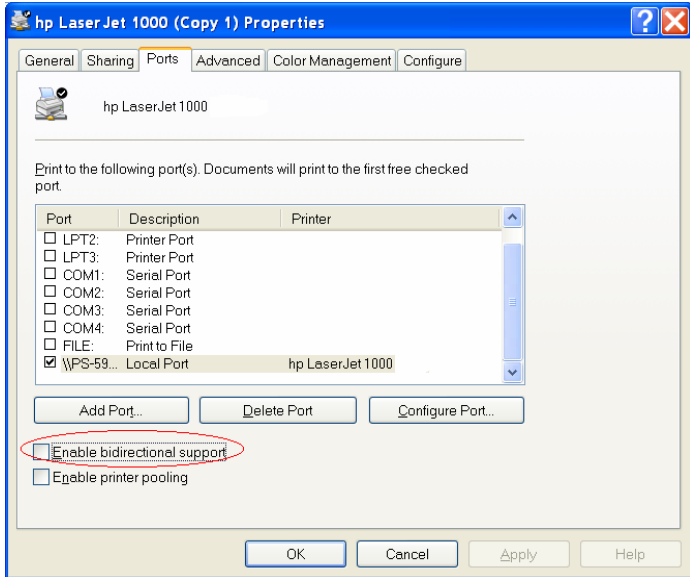 hp LaserJet 1000 (Copy 1) Properties
General Sharing Ports Advanced Color Management Configure
hp LaserJet 1000
Print to the following port(s). Documents will print to the first free checked
port.
Port Description Printer
LPT2: Printer Port
LPT3: Printer Port
COM1: Serial Port
COM2: Serial Port
COM3: Serial Port
COM4: Serial Port
FILE: Print to File
\\PS-59... Local Port hp LaserJet 1000
Add Port... Delete Port Configure Port...
Enable bidirectional support
Enable printer pooling
OK Cancel Apply Help